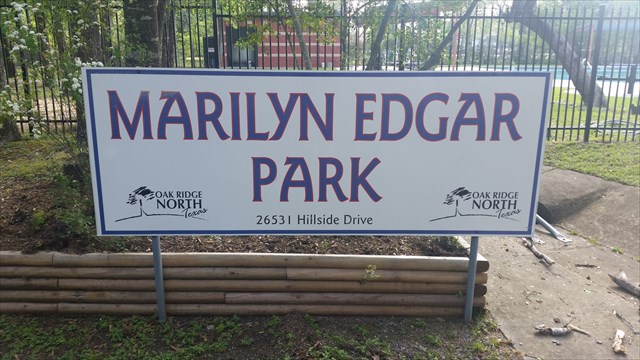 MARILYN EDGAR
PARK
OAK RIDGE
NORTH
Texas
26531 Hillside Drive
OAK RIDGE
NORTH
Texas